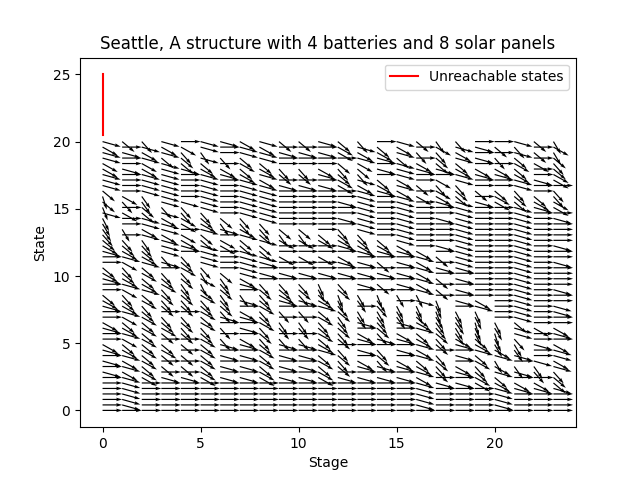 Seattle, A structure with 4 batteries and 8 solar panels
Unreachable states
25
20
15
10
5
0
State
0 5 10 15 20
Stage